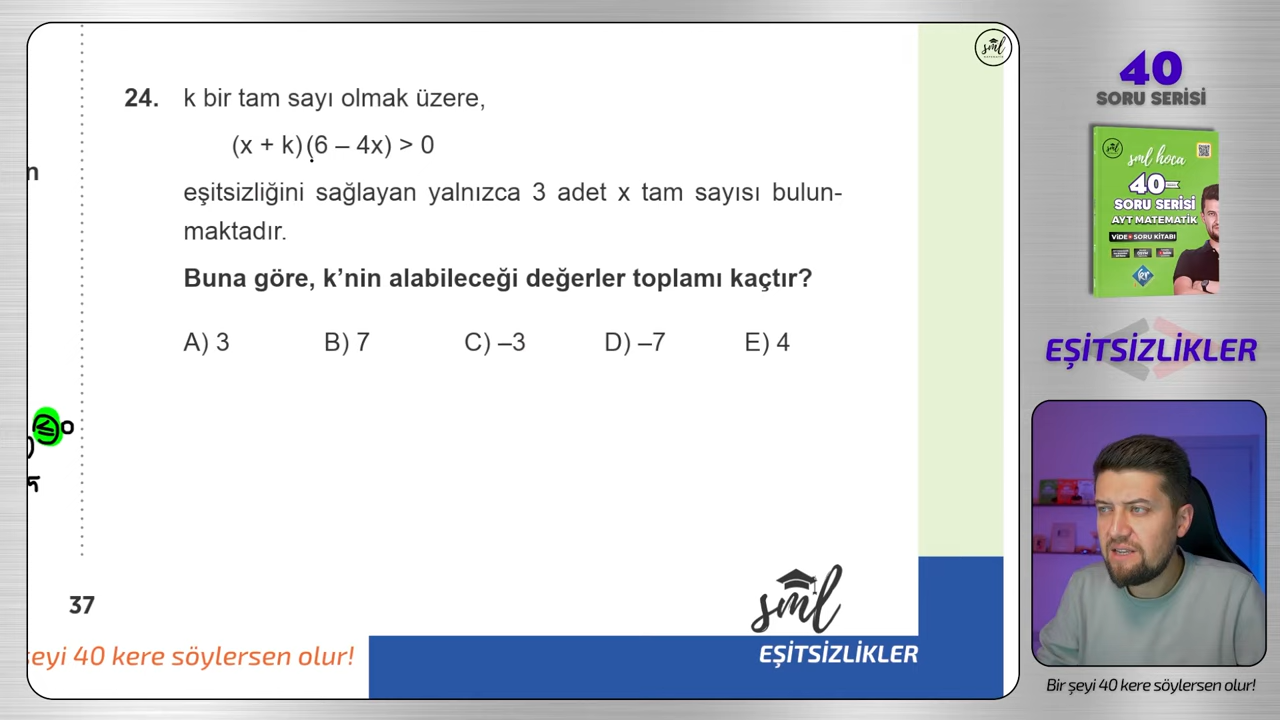 24. k bir tam sayı olmak üzere,
(x + k)(6 – 4x) > 0
eşitsizliğini sağlayan yalnızca 3 adet x tam sayısı bulun-
maktadır.
Buna göre, k’nin alabileceği değerler toplamı kaçtır?
A) 3 B) 7 C) –3 D) –7 E) 4
n
37
şeyi 40 kere söylersen olur!
sml
EŞİTSİZLİKLER
sml
40
SORU SERİSİ
sml hoca
40
SORU SERİSİ
AYT MATEMATİK
VİDEO SORU KİTABI
EŞİTSİZLİKLER
Bir şeyi 40 kere söylersen olur!